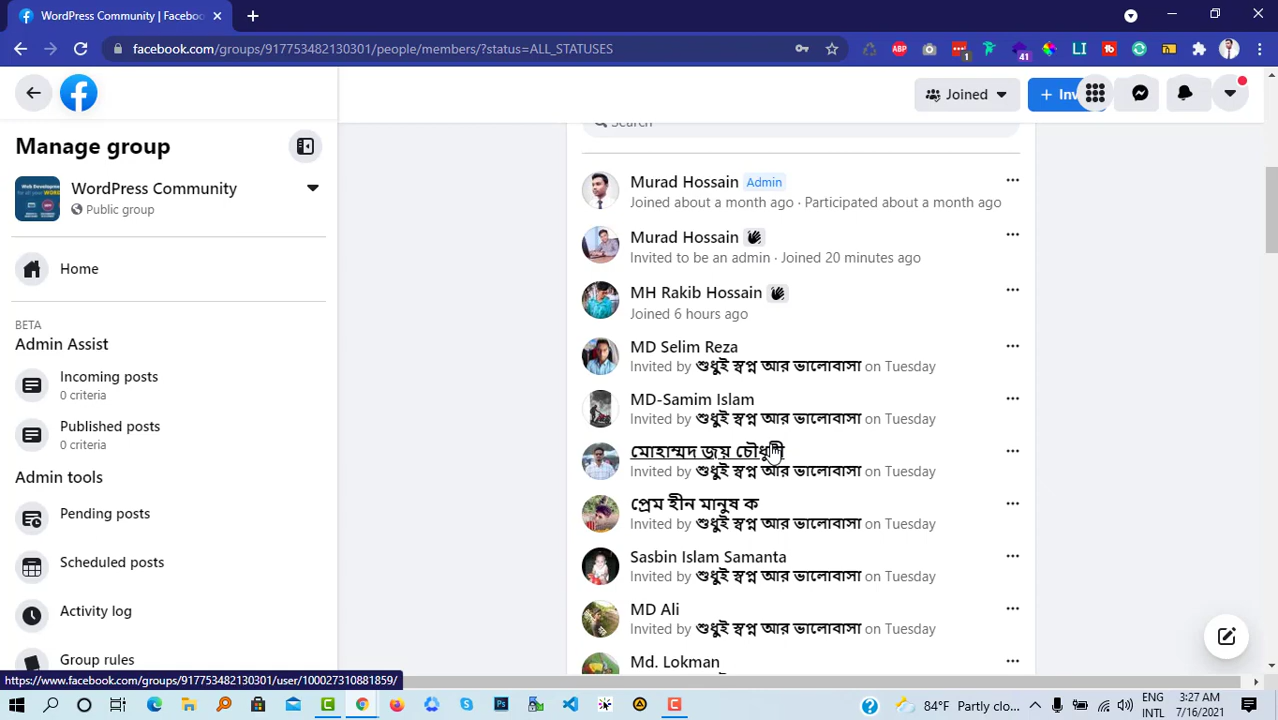 WordPress Community | Faceboo
facebook.com/groups/917753482130301/people/members/?status=ALL_STATUSES
ABP
1
41
LI
Joined
+ Inv
Manage group
WordPress Community
Public group
Home
BETA
Admin Assist
Incoming posts
0 criteria
Published posts
0 criteria
Admin tools
Pending posts
Scheduled posts
Activity log
Group rules
Search
Murad Hossain Admin
Joined about a month ago · Participated about a month ago
Murad Hossain
Invited to be an admin · Joined 20 minutes ago
MH Rakib Hossain
Joined 6 hours ago
MD Selim Reza
Invited by শুধুই স্বপ্ন আর ভালোবাসা on Tuesday
MD-Samim Islam
Invited by শুধুই স্বপ্ন আর ভালোবাসা on Tuesday
মোহাম্মদ জয় চৌধুরী
Invited by শুধুই স্বপ্ন আর ভালোবাসা on Tuesday
প্রেম হীন মানুষ ক
Invited by শুধুই স্বপ্ন আর ভালোবাসা on Tuesday
Sasbin Islam Samanta
Invited by শুধুই স্বপ্ন আর ভালোবাসা on Tuesday
MD Ali
Invited by শুধুই স্বপ্ন আর ভালোবাসা on Tuesday
Md. Lokman
https://www.facebook.com/groups/917753482130301/user/100027310881859/
84°F Partly clo...
ENG
INTL
3:27 AM
7/16/2021